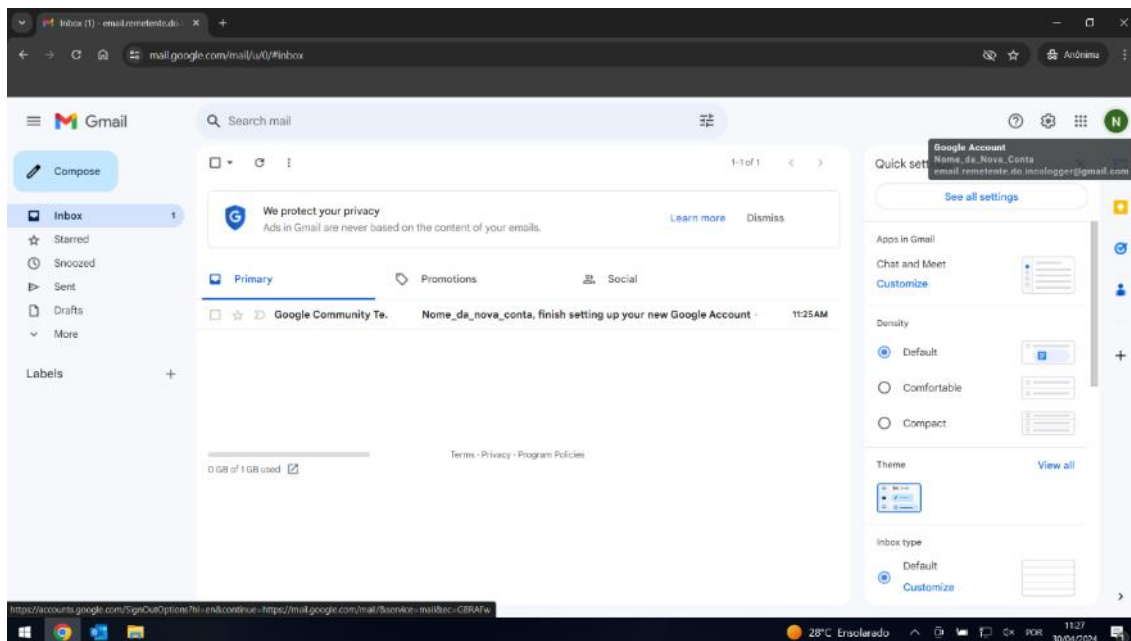 Inbox (1) - email.remetente.do.
mail.google.com/mail/u/0/#inbox
Anônima
Gmail
Search mail
Google Account
Nome_da_Nova_Conta
email.remetente.do.incologger@gmail.com
Compose
1-1 of 1
Quick sett
See all settings
Inbox 1
Starred
Snoozed
Sent
Drafts
More
Labels
We protect your privacy
Ads in Gmail are never based on the content of your emails.
Learn more Dismiss
Primary Promotions Social
Google Community Te. Nome_da_nova_conta, finish setting up your new Google Account - 11:25 AM
0 GB of 1 GB used
Terms · Privacy · Program Policies
Apps in Gmail
Chat and Meet
Customize
Density
Default
Comfortable
Compact
Theme View all
Inbox type
Default
Customize
https://accounts.google.com/SignOutOptions?hl=en&continue=https://mail.google.com/mail/&service=mail&ec=GBRAFw
28°C Ensolarado
POR
11:27
30/04/2024
N